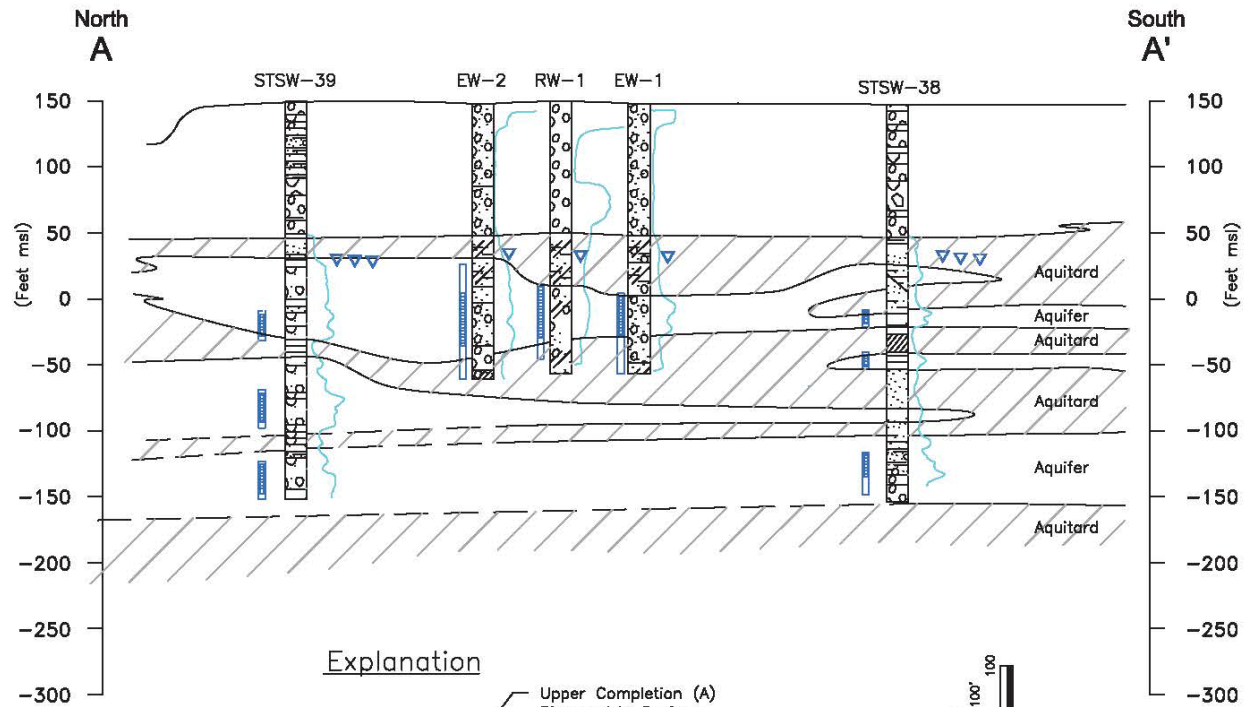 North
A
South
A'
STSW-39
EW-2
RW-1
EW-1
STSW-38
150
100
50
0
-50
-100
-150
-200
-250
-300
(Feet msl)
150
100
50
0
-50
-100
-150
-200
-250
-300
(Feet msl)
Aquitard
Aquifer
Aquitard
Aquitard
Aquifer
Aquitard
Explanation
Upper Completion (A)
100
100'